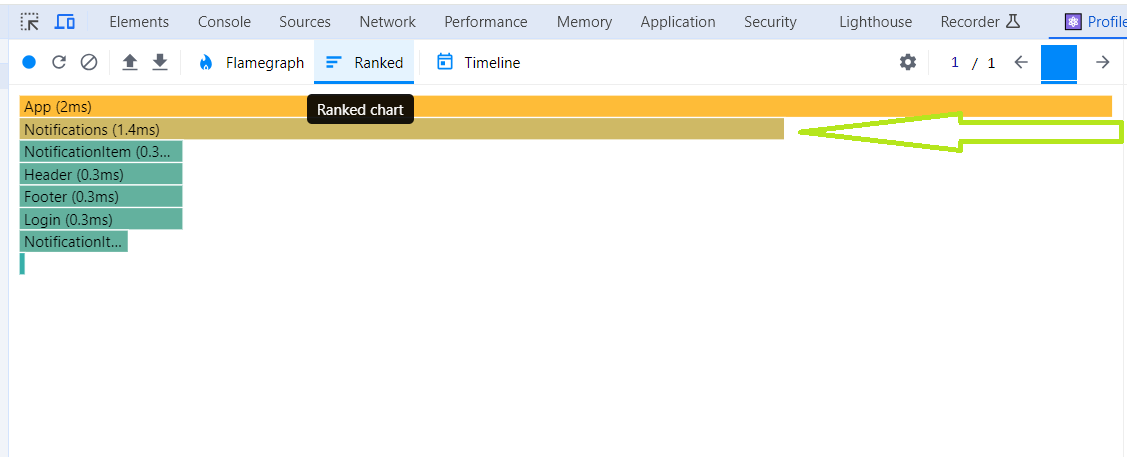 Elements Console Sources Network Performance Memory Application Security Lighthouse Recorder Profile
Flamegraph Ranked Timeline 1 / 1
App (2ms)
Ranked chart
Notifications (1.4ms)
NotificationItem (0.3...
Header (0.3ms)
Footer (0.3ms)
Login (0.3ms)
NotificationIt...